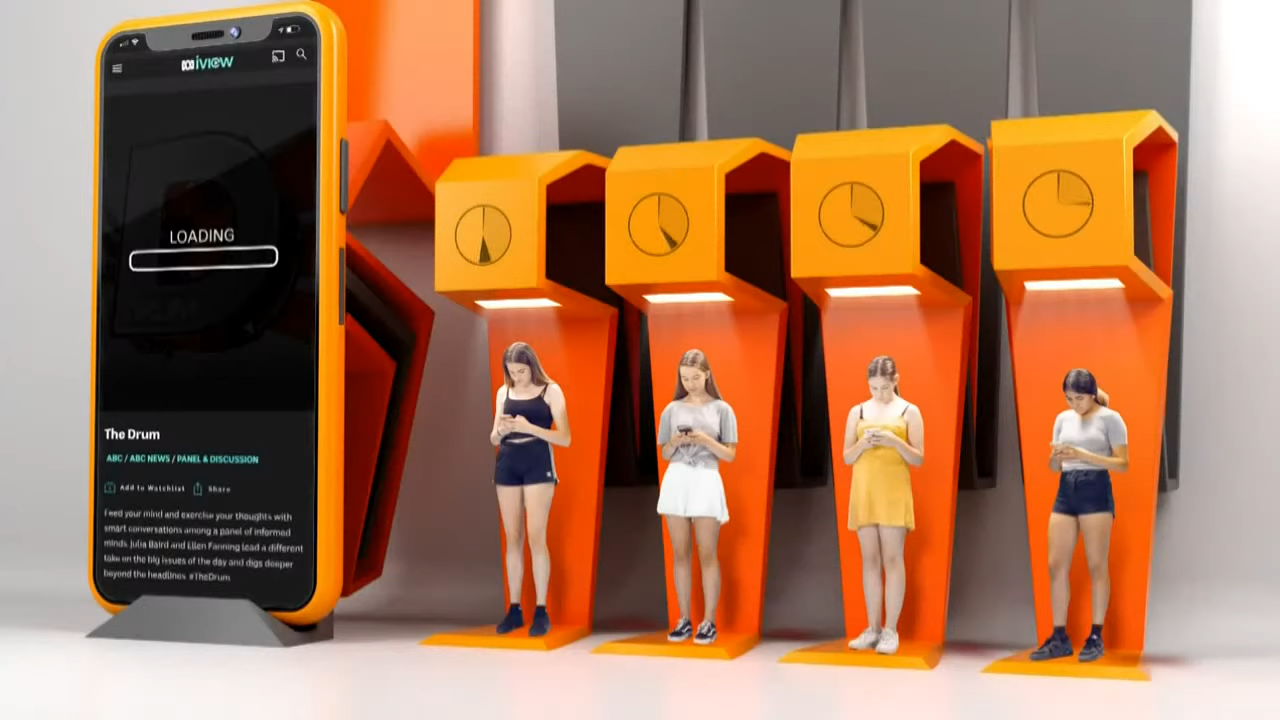 ABC iview
LOADING
The Drum
ABC / ABC NEWS / PANEL & DISCUSSION
Add to Watchlist Share
Feed your mind and exercise your thoughts with
smart conversations among a panel of informed
minds. Julia Baird and Ellen Fanning lead a different
take on the big issues of the day and digs deeper
beyond the headlines #TheDrum